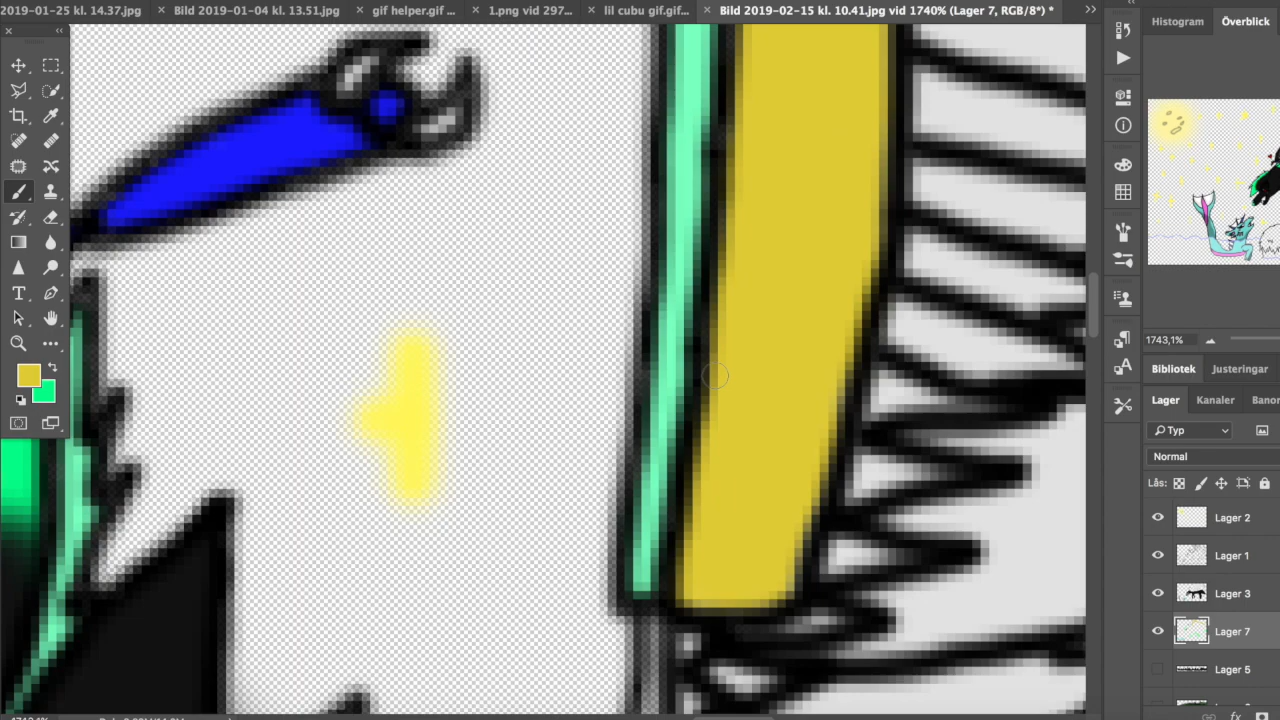 2019-01-25 kl. 14.37.jpg
Bild 2019-01-04 kl. 13.51.png
gif helper.gif ...
1.png vid 297...
lil cubu gif.gif...
Bild 2019-02-15 kl. 10.41.jpg vid 1740% (Lager 7, RGB/8*) *
Histogram
Överblick
1743,1%
Bibliotek
Justeringar
Lager
Kanaler
Banor
Typ
Normal
Lås:
Lager 2
Lager 1
Lager 3
Lager 7
Lager 5
fx